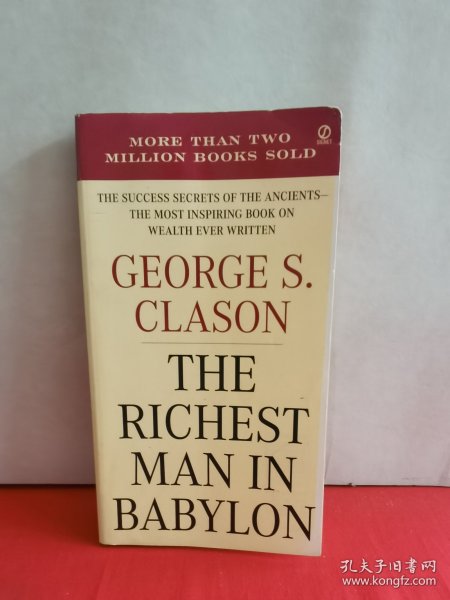 MORE THAN TWO
MILLION BOOKS SOLD
SIGNET
THE SUCCESS SECRETS OF THE ANCIENTS—
THE MOST INSPIRING BOOK ON
WEALTH EVER WRITTEN
GEORGE S.
CLASON
THE
RICHEST
MAN IN
BABYLON
孔夫子旧书网
www.kongfz.com